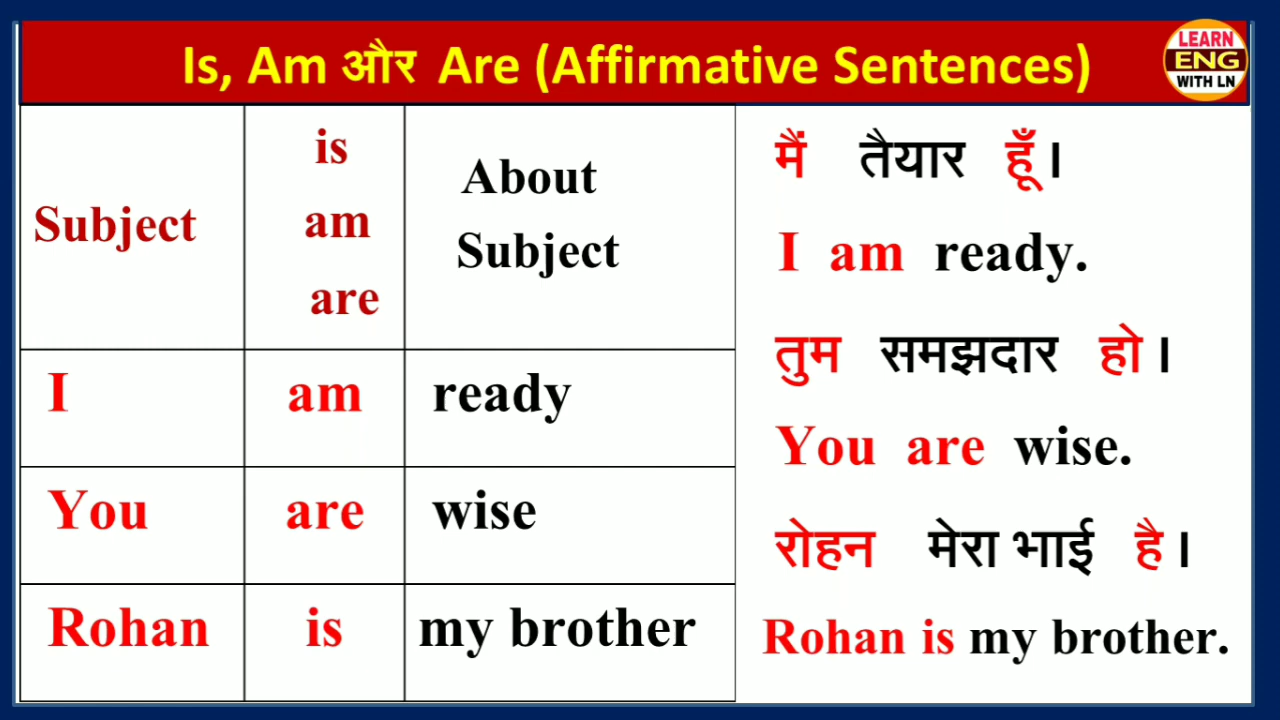 Is, Am और Are (Affirmative Sentences)
LEARN
ENG
WITH LN
Subject
is
am
are
About
Subject
I am ready
You are wise
Rohan is my brother
मैं तैयार हूँ।
I am ready.
तुम समझदार हो।
You are wise.
रोहन मेरा भाई है।
Rohan is my brother.